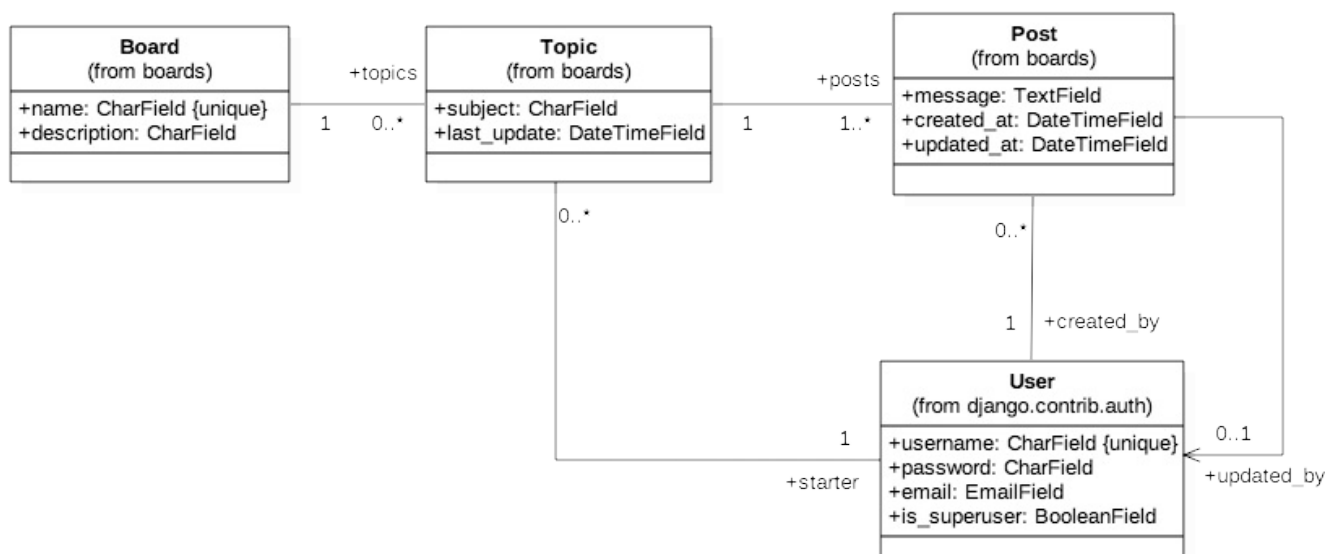 Board
(from boards)
+name: CharField {unique}
+description: CharField
+topics
1
0..*
Topic
(from boards)
+subject: CharField
+last_update: DateTimeField
+posts
1
1..*
Post
(from boards)
+message: TextField
+created_at: DateTimeField
+updated_at: DateTimeField
0..*
0..*
1
+created_by
1
+starter
User
(from django.contrib.auth)
+username: CharField {unique}
+password: CharField
+email: EmailField
+is_superuser: BooleanField
0..1
+updated_by